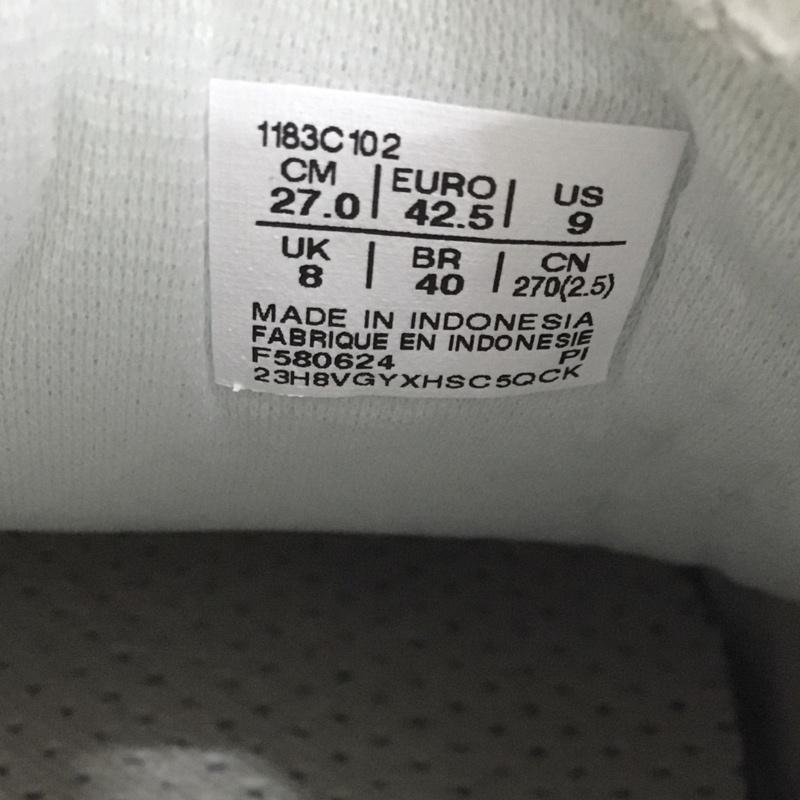 1183C102
CM | EURO | US
27.0 | 42.5 | 9
UK | BR | CN
8 | 40 | 270(2.5)
MADE IN INDONESIA
FABRIQUE EN INDONESIE
F580624 PI
23H8VGYXHSC5QCK